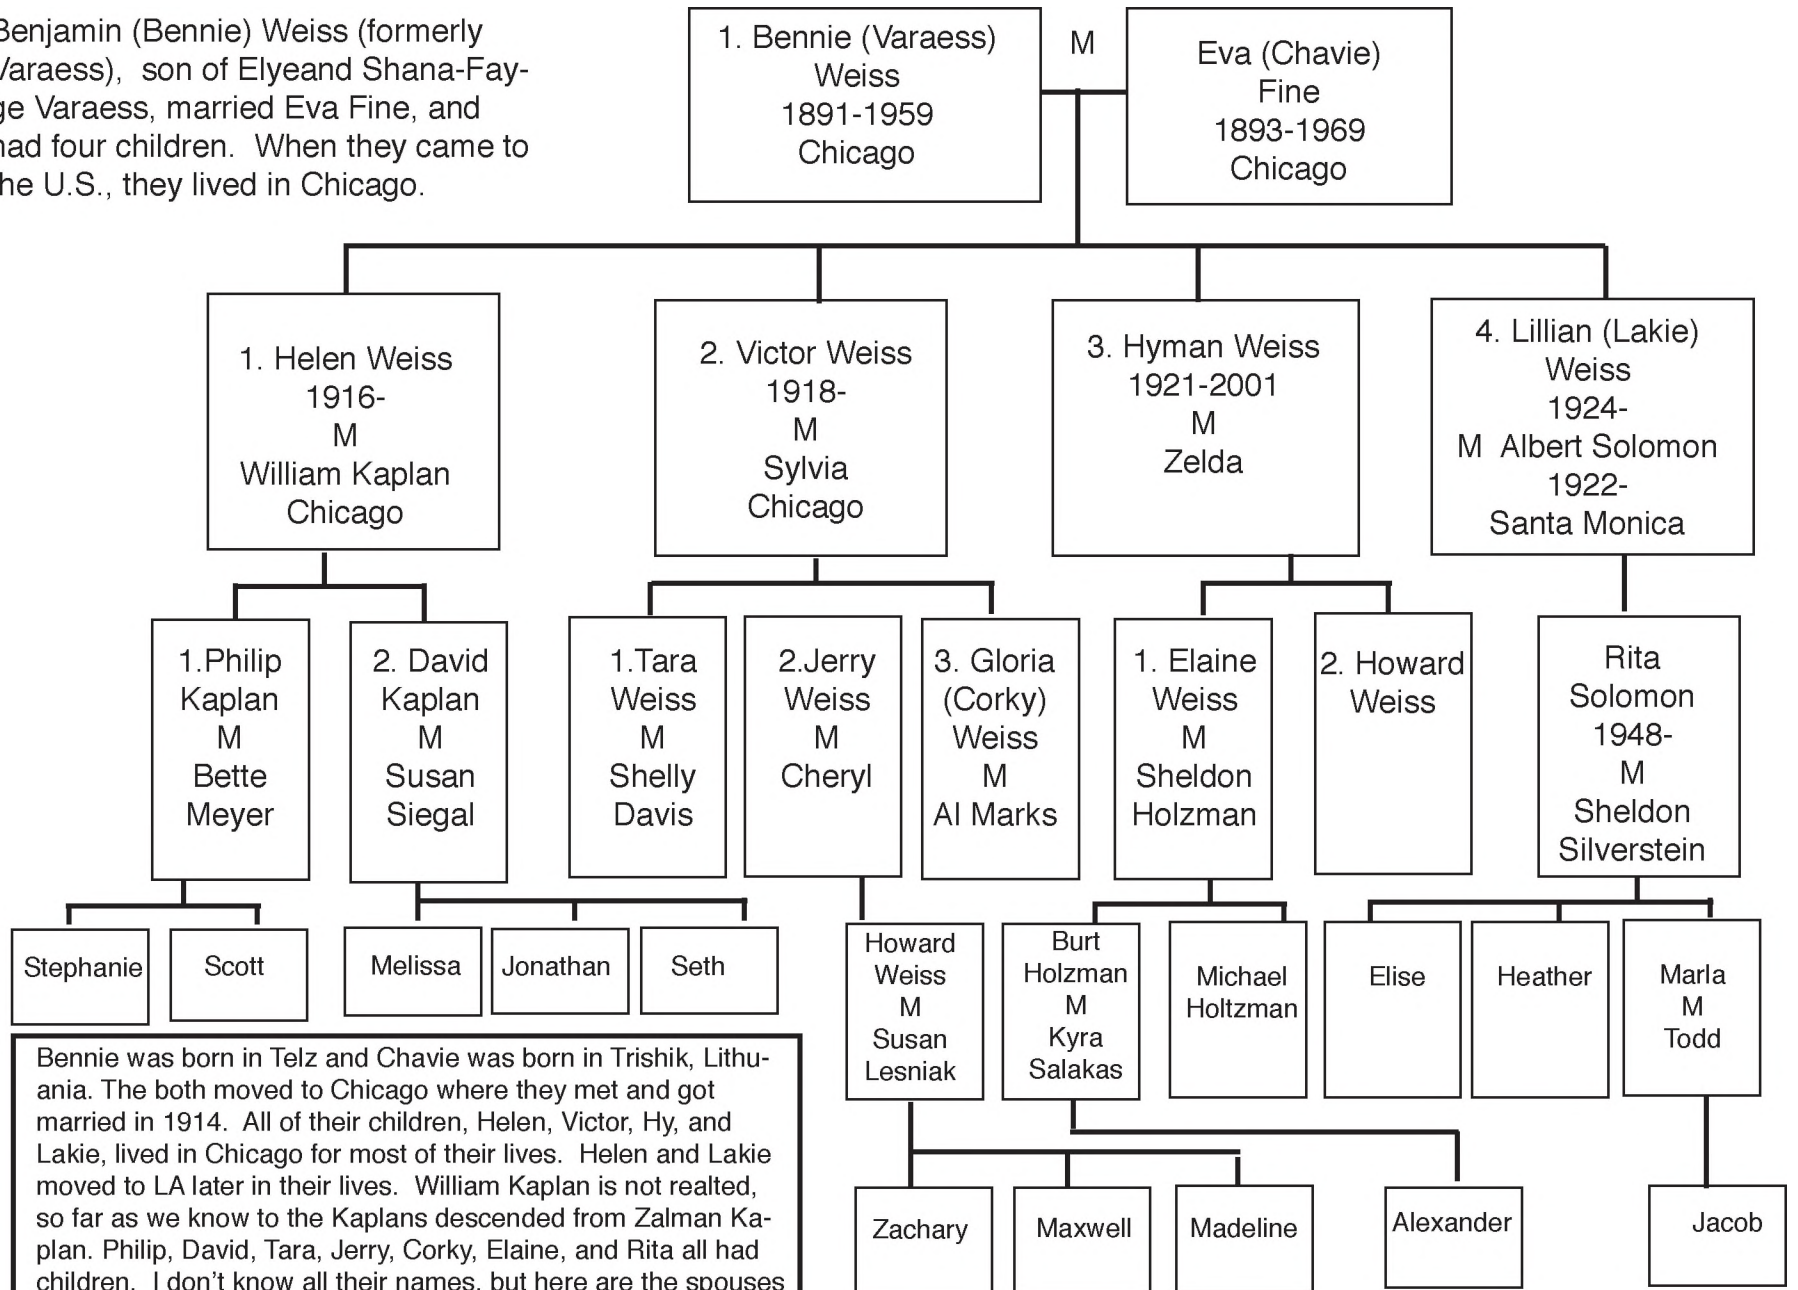 Benjamin (Bennie) Weiss (formerly
Varaess),  son of Elyeand Shana-Fay-
ge Varaess, married Eva Fine, and
had four children.  When they came to
the U.S., they lived in Chicago.
1. Bennie (Varaess)
Weiss
1891-1959
Chicago
M
Eva (Chavie)
Fine
1893-1969
Chicago
1. Helen Weiss
1916-
M
William Kaplan
Chicago
2. Victor Weiss
1918-
M
Sylvia
Chicago
3. Hyman Weiss
1921-2001
M
Zelda
4. Lillian (Lakie)
Weiss
1924-
M  Albert Solomon
1922-
Santa Monica
1.Philip
Kaplan
M
Bette
Meyer
2. David
Kaplan
M
Susan
Siegal
1.Tara
Weiss
M
Shelly
Davis
2.Jerry
Weiss
M
Cheryl
3. Gloria
(Corky)
Weiss
M
Al Marks
1. Elaine
Weiss
M
Sheldon
Holzman
2. Howard
Weiss
Rita
Solomon
1948-
M
Sheldon
Silverstein
Stephanie
Scott
Melissa
Jonathan
Seth
Howard
Weiss
M
Susan
Lesniak
Burt
Holzman
M
Kyra
Salakas
Michael
Holtzman
Elise
Heather
Marla
M
Todd
Bennie was born in Telz and Chavie was born in Trishik, Lithu-
ania. The both moved to Chicago where they met and got
married in 1914.  All of their children, Helen, Victor, Hy, and
Lakie, lived in Chicago for most of their lives.  Helen and Lakie
moved to LA later in their lives.  William Kaplan is not realted,
so far as we know to the Kaplans descended from Zalman Ka-
plan. Philip, David, Tara, Jerry, Corky, Elaine, and Rita all had
children.  I don't know all their names, but here are the spouses
Zachary
Maxwell
Madeline
Alexander
Jacob